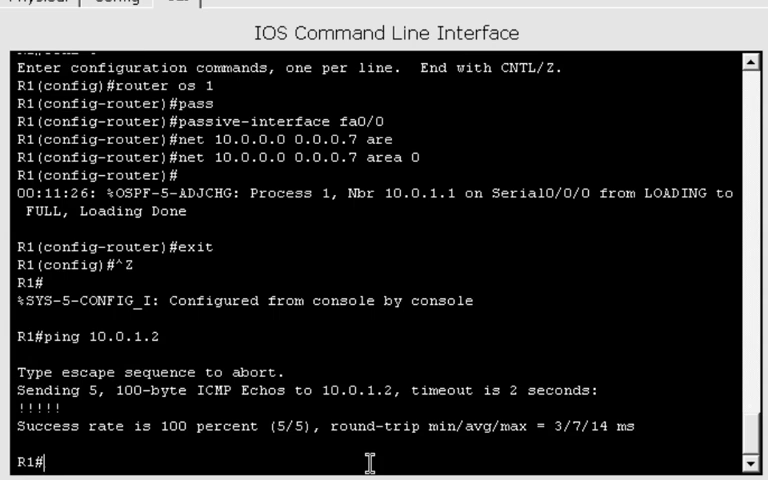 Config
IOS Command Line Interface
Enter configuration commands, one per line.  End with CNTL/Z.
R1(config)#router os 1
R1(config-router)#pass
R1(config-router)#passive-interface fa0/0
R1(config-router)#net 10.0.0.0 0.0.0.7 are
R1(config-router)#net 10.0.0.0 0.0.0.7 area 0
R1(config-router)#
00:11:26: %OSPF-5-ADJCHG: Process 1, Nbr 10.0.1.1 on Serial0/0/0 from LOADING to
FULL, Loading Done
R1(config-router)#exit
R1(config)#^Z
R1#
%SYS-5-CONFIG_I: Configured from console by console
R1#ping 10.0.1.2
Type escape sequence to abort.
Sending 5, 100-byte ICMP Echos to 10.0.1.2, timeout is 2 seconds:
!!!!!
Success rate is 100 percent (5/5), round-trip min/avg/max = 3/7/14 ms
R1#